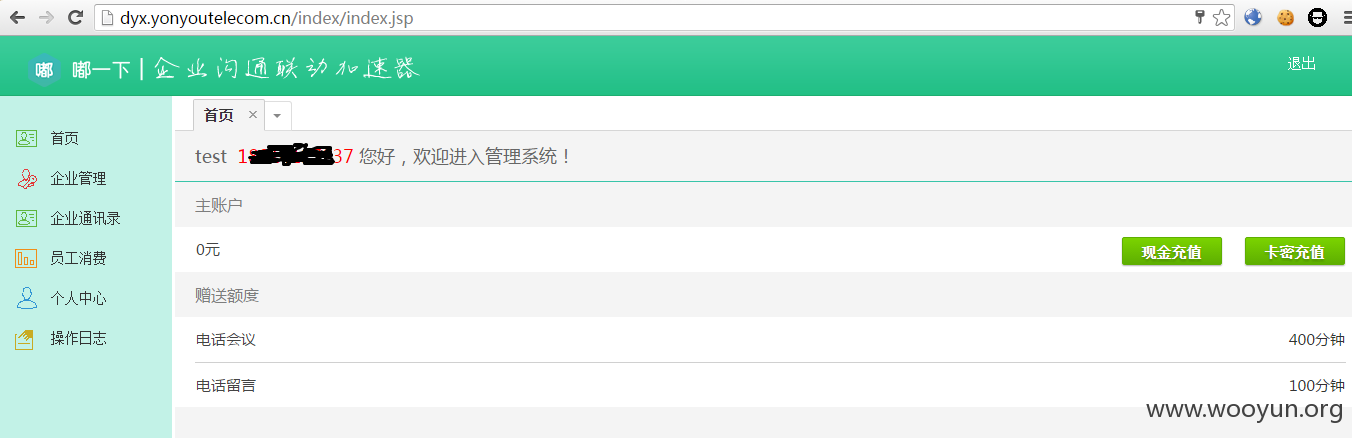 dyx.yonyoutelecom.cn/index/index.jsp
嘟 嘟一下 | 企业沟通联动加速器
退出
首页
企业管理
企业通讯录
员工消费
个人中心
操作日志
首页 ×
test 1 37 您好，欢迎进入管理系统！
主账户
0元
现金充值 卡密充值
赠送额度
电话会议 400分钟
电话留言 100分钟
www.wooyun.org